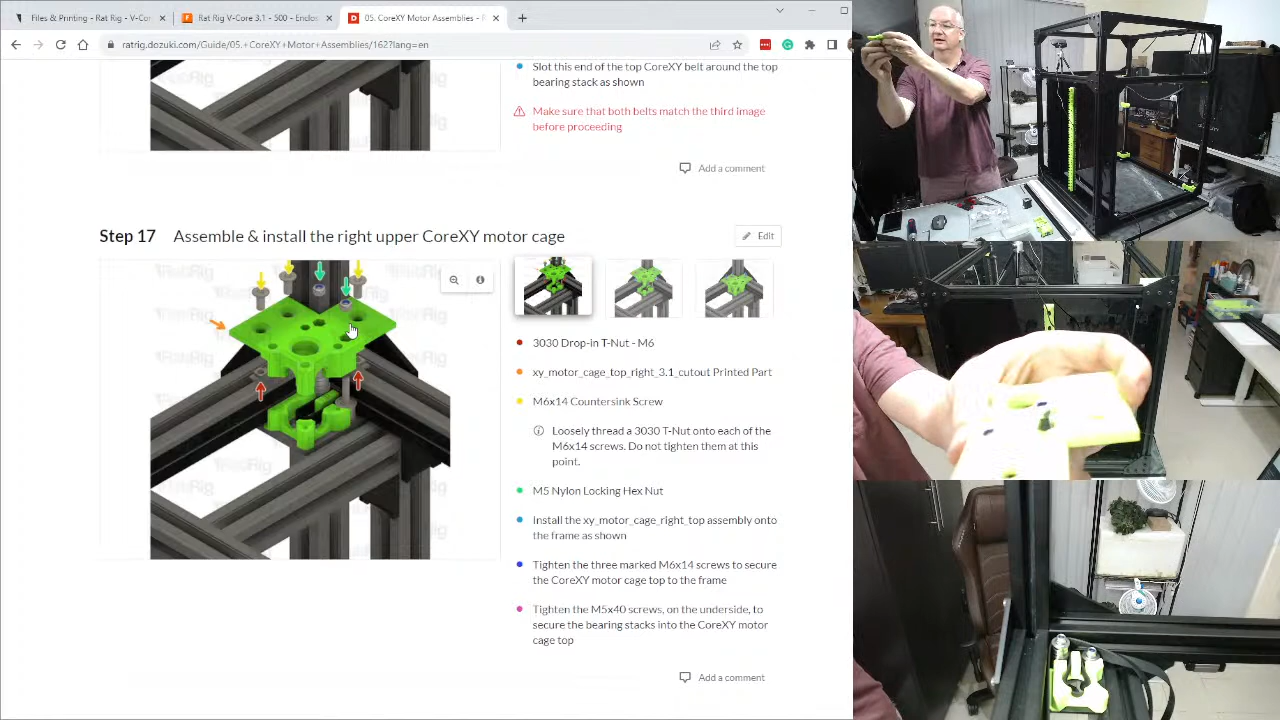 Files & Printing - Rat Rig V-C
Rat Rig V-Core 3.1 - 500 - Enclos
05. CoreXY Motor Assemblies - R
ratrig.dozuki.com/Guide/05.+CoreXY+Motor+Assemblies/162?lang=en
Slot this end of the top CoreXY belt around the top
bearing stack as shown
Make sure that both belts match the third image
before proceeding
Add a comment
Step 17 Assemble & install the right upper CoreXY motor cage
Edit
3030 Drop-in T-Nut - M6
xy_motor_cage_top_right_3.1_cutout Printed Part
M6x14 Countersink Screw
Loosely thread a 3030 T-Nut onto each of the
M6x14 screws. Do not tighten them at this
point.
M5 Nylon Locking Hex Nut
Install the xy_motor_cage_right_top assembly onto
the frame as shown
Tighten the three marked M6x14 screws to secure
the CoreXY motor cage top to the frame
Tighten the M5x40 screws, on the underside, to
secure the bearing stacks into the CoreXY motor
cage top
Add a comment